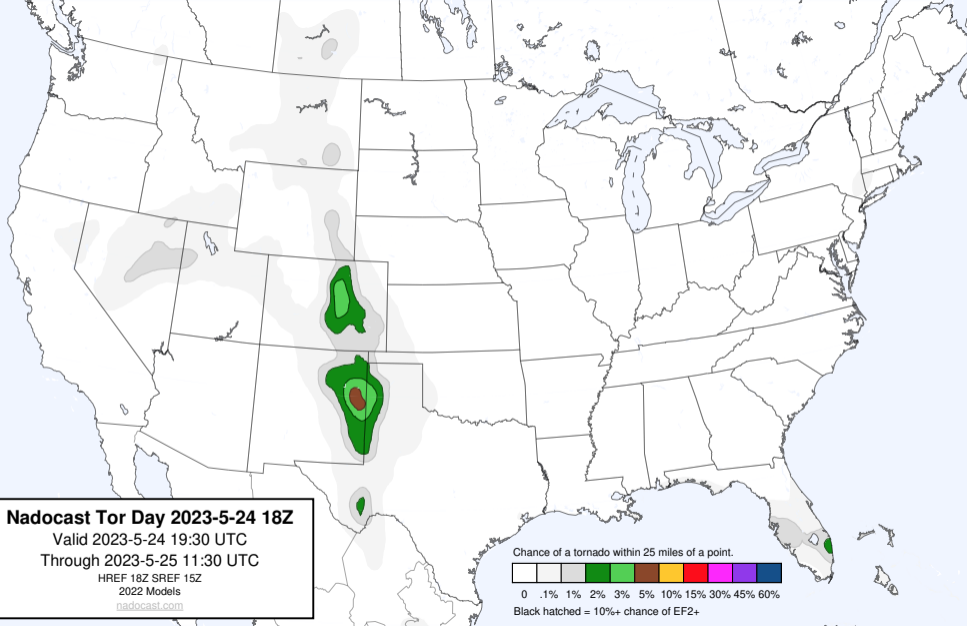 Nadocast Tor Day 2023-5-24 18Z
Valid 2023-5-24 19:30 UTC
Through 2023-5-25 11:30 UTC
HREF 18Z SREF 15Z
2022 Models
nadocast.com
Chance of a tornado within 25 miles of a point.
0 .1% 1% 2% 3% 5% 10% 15% 30% 45% 60%
Black hatched = 10%+ chance of EF2+